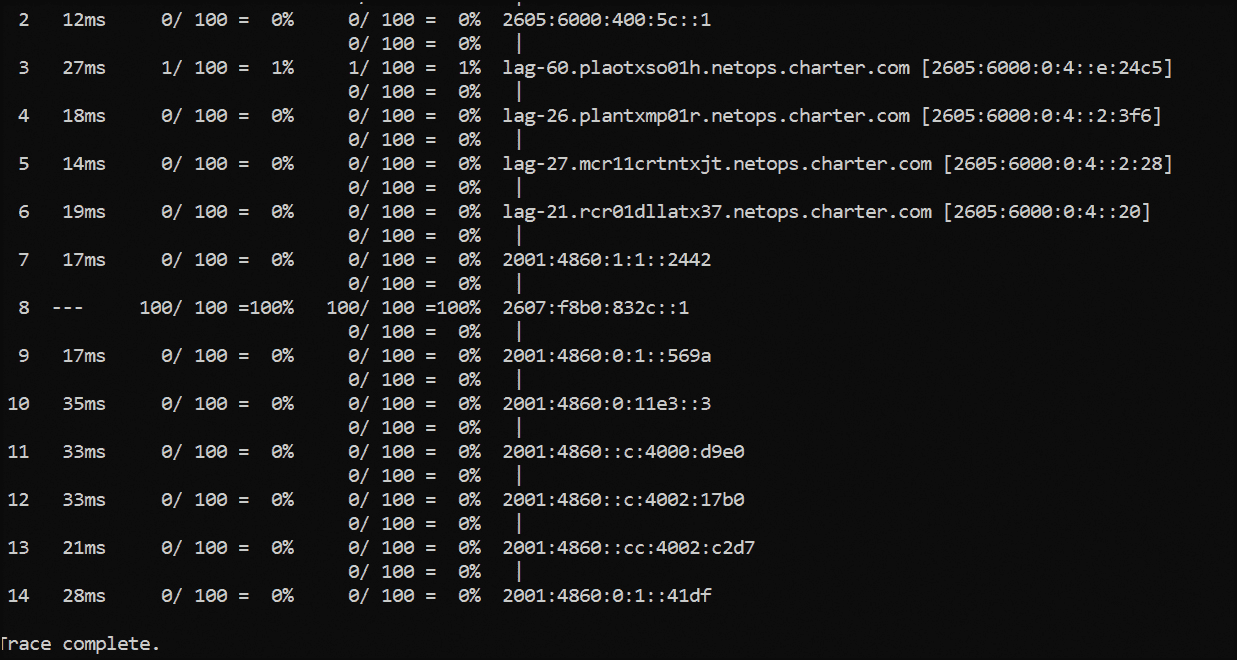 2 12ms 0/ 100 = 0% 0/ 100 = 0% 2605:6000:400:5c::1
0/ 100 = 0% |
3 27ms 1/ 100 = 1% 1/ 100 = 1% lag-60.plaotxso01h.netops.charter.com [2605:6000:0:4::e:24c5]
0/ 100 = 0% |
4 18ms 0/ 100 = 0% 0/ 100 = 0% lag-26.plantxmp01r.netops.charter.com [2605:6000:0:4::2:3f6]
0/ 100 = 0% |
5 14ms 0/ 100 = 0% 0/ 100 = 0% lag-27.mcr11crtntxjt.netops.charter.com [2605:6000:0:4::2:28]
0/ 100 = 0% |
6 19ms 0/ 100 = 0% 0/ 100 = 0% lag-21.rcr01dllatx37.netops.charter.com [2605:6000:0:4::20]
0/ 100 = 0% |
7 17ms 0/ 100 = 0% 0/ 100 = 0% 2001:4860:1:1::2442
0/ 100 = 0% |
8 --- 100/ 100 =100% 100/ 100 =100% 2607:f8b0:832c::1
0/ 100 = 0% |
9 17ms 0/ 100 = 0% 0/ 100 = 0% 2001:4860:0:1::569a
0/ 100 = 0% |
10 35ms 0/ 100 = 0% 0/ 100 = 0% 2001:4860:0:11e3::3
0/ 100 = 0% |
11 33ms 0/ 100 = 0% 0/ 100 = 0% 2001:4860::c:4000:d9e0
0/ 100 = 0% |
12 33ms 0/ 100 = 0% 0/ 100 = 0% 2001:4860::c:4002:17b0
0/ 100 = 0% |
13 21ms 0/ 100 = 0% 0/ 100 = 0% 2001:4860::cc:4002:c2d7
0/ 100 = 0% |
14 28ms 0/ 100 = 0% 0/ 100 = 0% 2001:4860:0:1::41df
Trace complete.